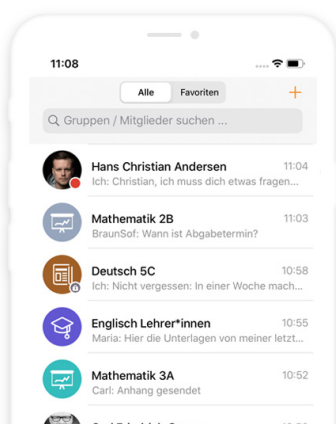 11:08
Alle Favoriten +
Gruppen / Mitglieder suchen ...
Hans Christian Andersen 11:04
Ich: Christian, ich muss dich etwas fragen...
Mathematik 2B 11:03
BraunSof: Wann ist Abgabetermin?
Deutsch 5C 10:58
Ich: Nicht vergessen: In einer Woche mach...
Englisch Lehrer*innen 10:55
Maria: Hier die Unterlagen von meiner letzt...
Mathematik 3A 10:52
Carl: Anhang gesendet